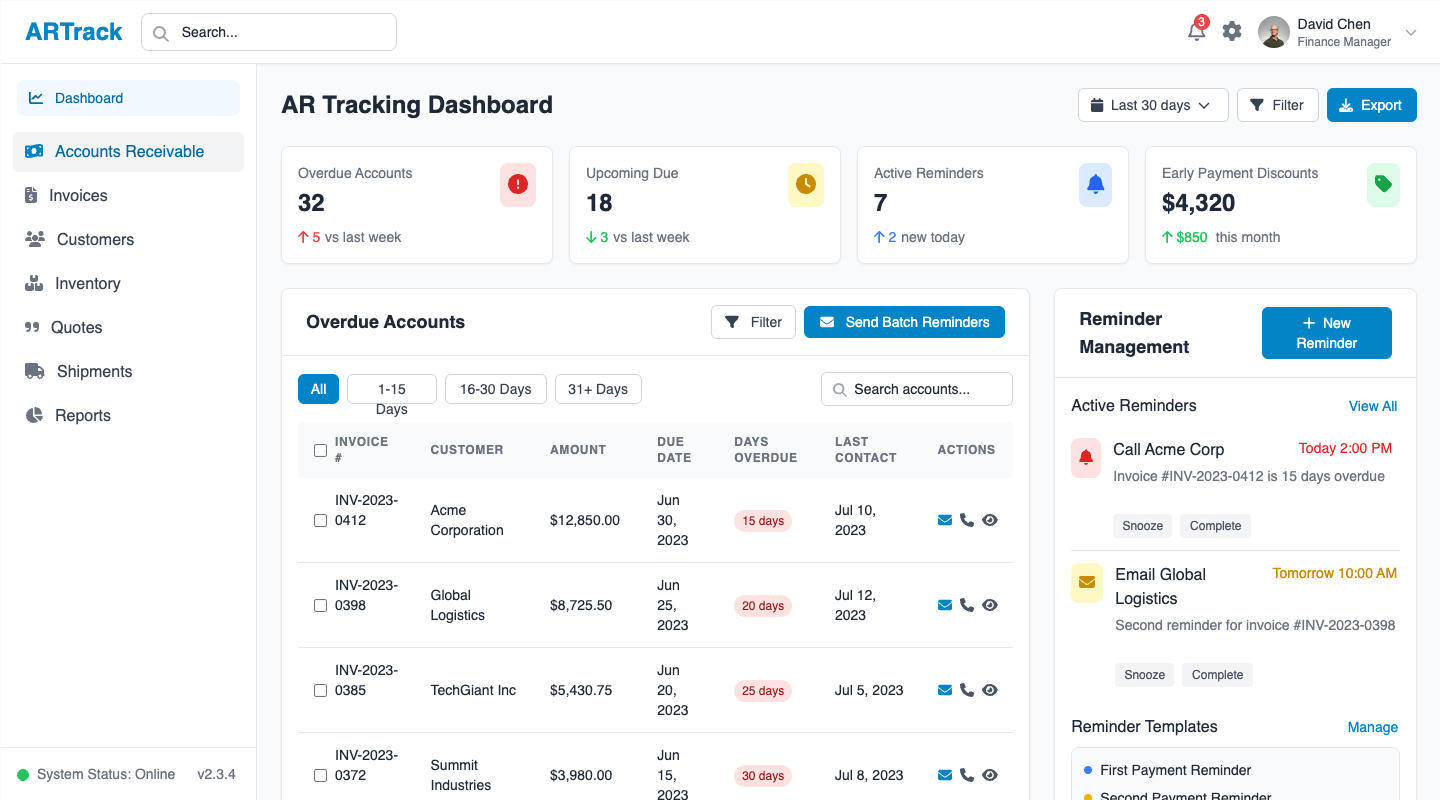 ARTrack
Search...
3
David Chen
Finance Manager
Dashboard
Accounts Receivable
Invoices
Customers
Inventory
Quotes
Shipments
Reports
System Status: Online
v2.3.4
AR Tracking Dashboard
Last 30 days
Filter
Export
Overdue Accounts
32
5 vs last week
Upcoming Due
18
3 vs last week
Active Reminders
7
2 new today
Early Payment Discounts
$4,320
$850 this month
Overdue Accounts
Filter
Send Batch Reminders
All
1-15
Days
16-30 Days
31+ Days
Search accounts...
INVOICE
#
CUSTOMER
AMOUNT
DUE
DATE
DAYS
OVERDUE
LAST
CONTACT
ACTIONS
INV-2023-
0412
Acme
Corporation
$12,850.00
Jun
30,
2023
15 days
Jul 10,
2023
INV-2023-
0398
Global
Logistics
$8,725.50
Jun
25,
2023
20 days
Jul 12,
2023
INV-2023-
0385
TechGiant Inc
$5,430.75
Jun
20,
2023
25 days
Jul 5, 2023
INV-2023-
0372
Summit
Industries
$3,980.00
Jun
15,
2023
30 days
Jul 8, 2023
Reminder
Management
New
Reminder
Active Reminders
View All
Call Acme Corp
Today 2:00 PM
Invoice #INV-2023-0412 is 15 days overdue
Snooze
Complete
Email Global
Logistics
Tomorrow 10:00 AM
Second reminder for invoice #INV-2023-0398
Snooze
Complete
Reminder Templates
Manage
First Payment Reminder
Second Payment Reminder